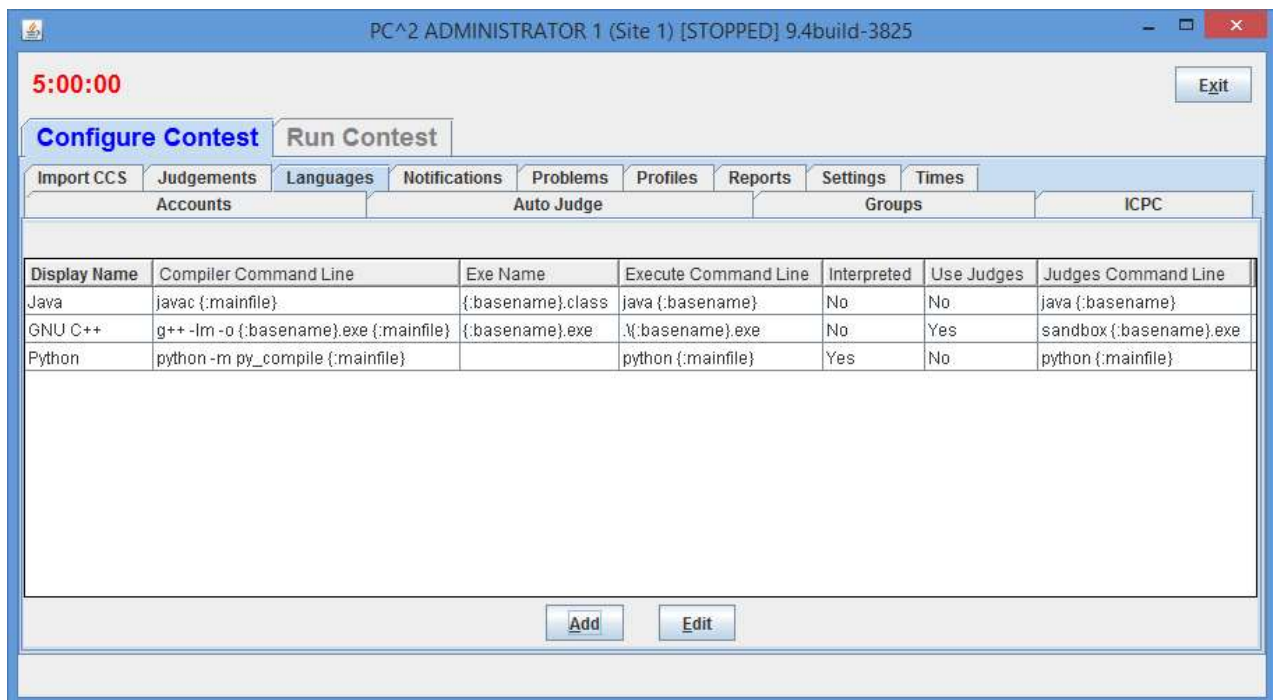 PC^2 ADMINISTRATOR 1 (Site 1) [STOPPED] 9.4build-3825
5:00:00 Exit
Configure Contest Run Contest
Import CCS Judgements Languages Notifications Problems Profiles Reports Settings Times
Accounts Auto Judge Groups ICPC
Display Name Compiler Command Line Exe Name Execute Command Line Interpreted Use Judges Judges Command Line
Java javac {:mainfile} {:basename}.class java {:basename} No No java {:basename}
GNU C++ g++ -lm -o {:basename}.exe {:mainfile} {:basename}.exe .\{:basename}.exe No Yes sandbox {:basename}.exe
Python python -m py_compile {:mainfile} python {:mainfile} Yes No python {:mainfile}
Add Edit